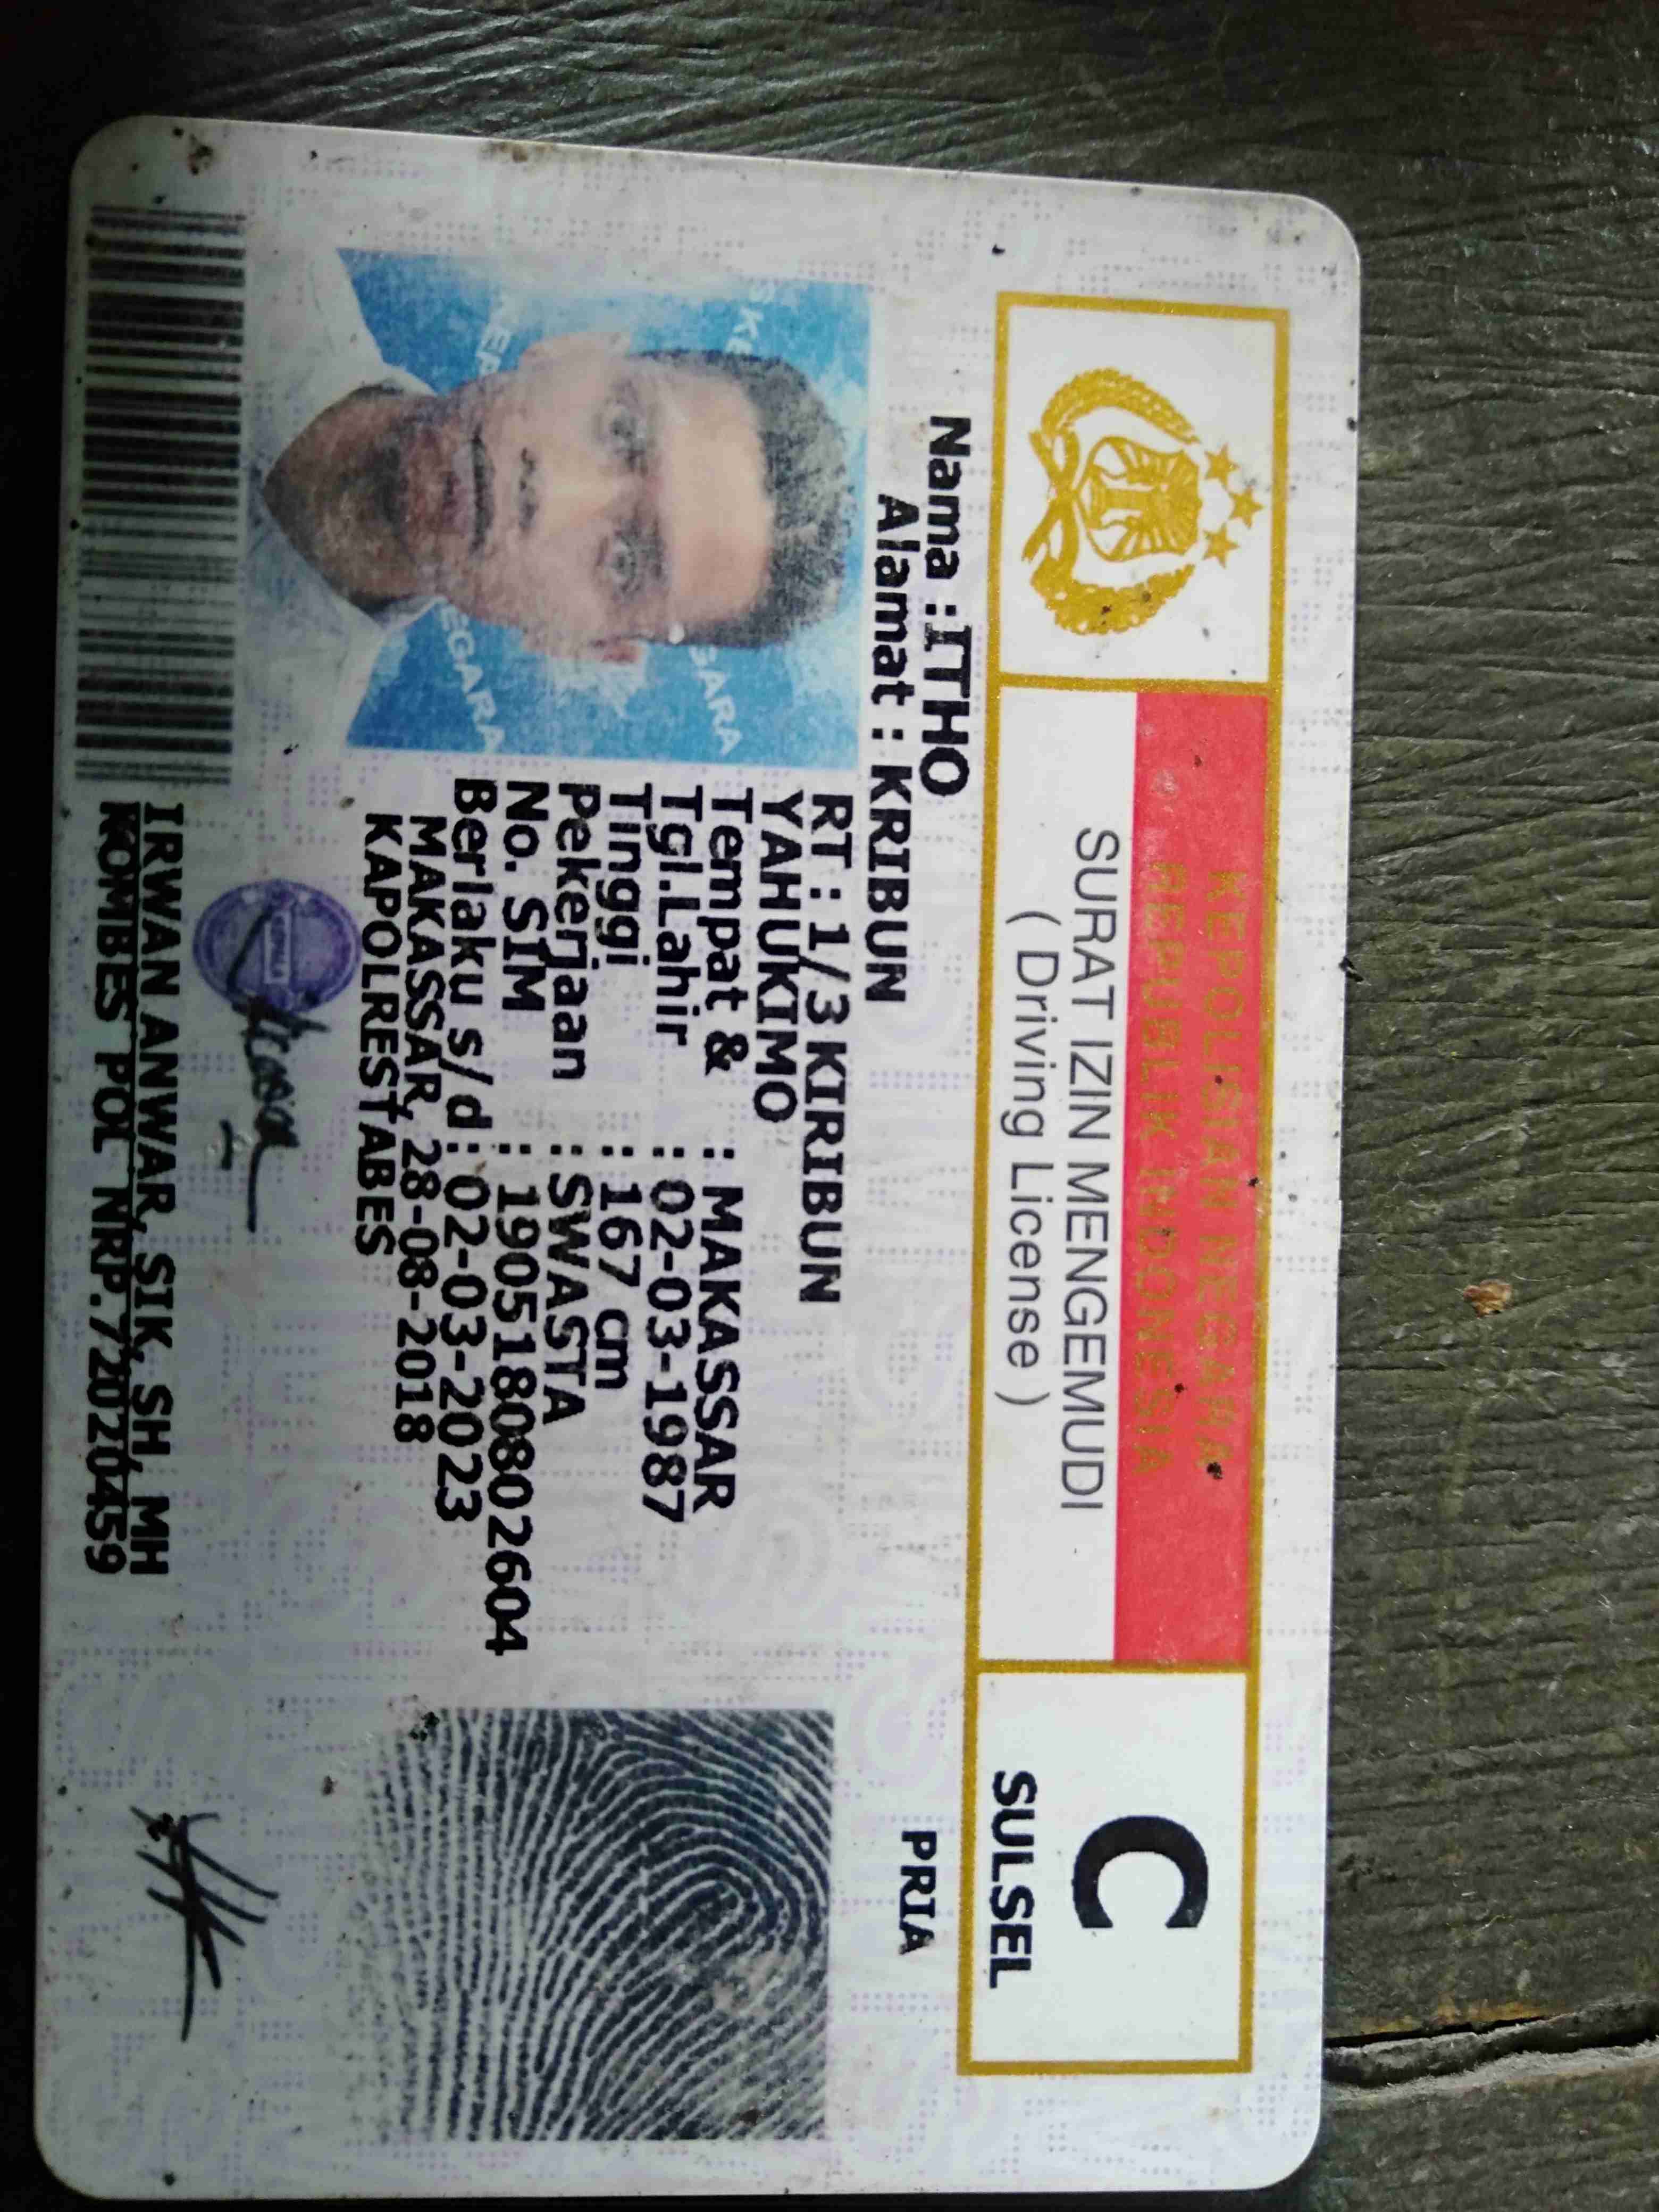 KEPOLISIAN NEGARA
REPUBLIK INDONESIA
SURAT IZIN MENGEMUDI
( Driving License )
C
SULSEL
PRIA
Nama : ITHO
Alamat : KRIBUN
RT : 1/ 3 KIRIBUN
YAHUKIMO
Tempat & : MAKASSAR
Tgl.Lahir : 02-03-1987
Tinggi : 167 cm
Pekerjaan : SWASTA
No. SIM : 190518080802604
Berlaku s/d : 02-03-2023
MAKASSAR, 28-08-2018
KAPOLRESTABES
IRWAN ANWAR, SIK, SH, MH
KOMBES POL NRP.72020459